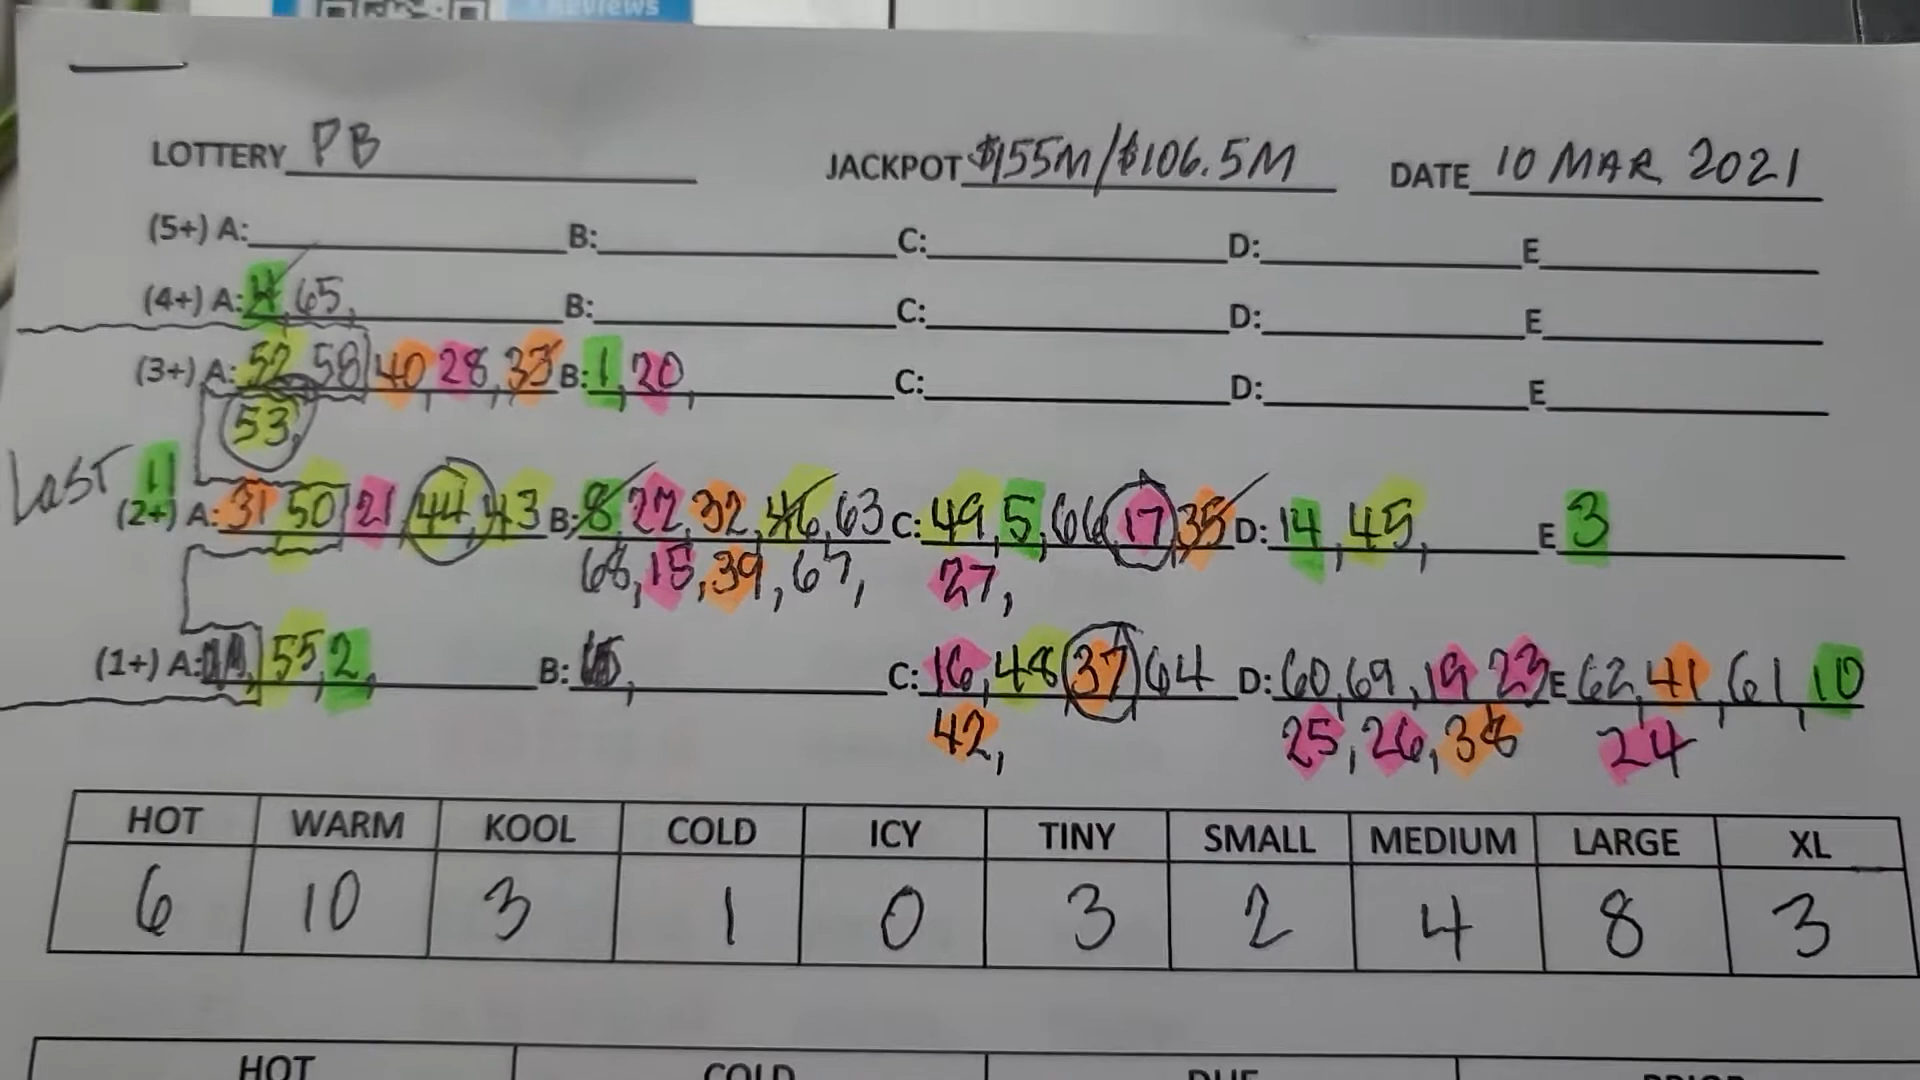 Reviews
LOTTERY PB JACKPOT $155M/$106.5M DATE 10 MAR 2021
(5+) A: B: C: D: E
(4+) A: 4, 65, B: C: D: E
(3+) A: 52, 58, 40, 28, 33 B: 1, 20, C: D: E
53,
Last 11
(2+) A: 31, 50, 21, 44, 43 B: 8, 22, 32, 46, 63 C: 49, 5, 66, 17, 35 D: 14, 45, E 3
68, 15, 39, 67, 27,
(1+) A: 55, 2, B: C: 16, 48, 37, 64 D: 60, 69, 19, 23 E 62, 41, 61, 10
42, 25, 26, 38 24
HOT WARM KOOL COLD ICY TINY SMALL MEDIUM LARGE XL
6 10 3 1 0 3 2 4 8 3
HOT COLD DUE PRIOR